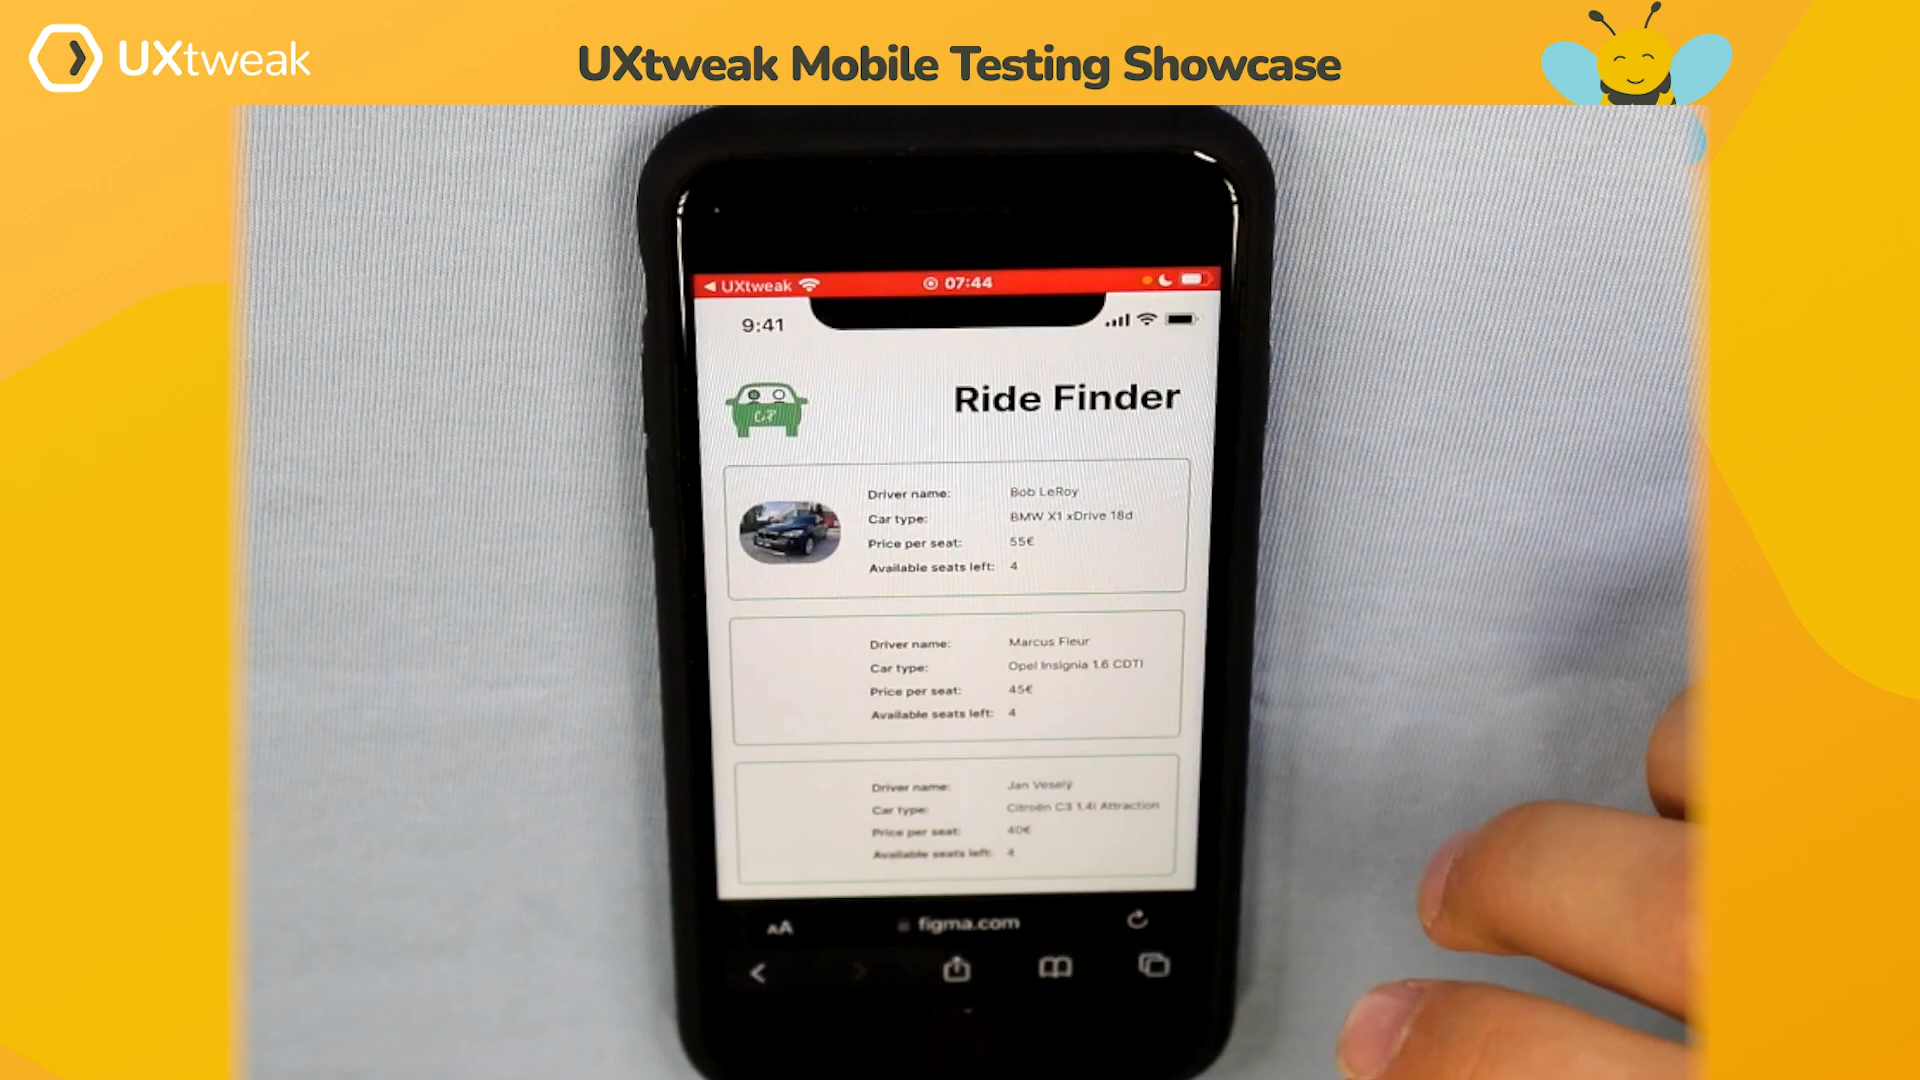 UXtweak
UXtweak Mobile Testing Showcase
UXtweak 07:44
9:41
Ride Finder
Driver name: Bob LeRoy
Car type: BMW X1 xDrive 18d
Price per seat: 55€
Available seats left: 4
Driver name: Marcus Fleur
Car type: Opel Insignia 1.6 CDTI
Price per seat: 45€
Available seats left: 4
Driver name: Jan Veselý
Car type: Citroën C3 1.4i Attraction
Price per seat: 40€
Available seats left: 4
AA figma.com